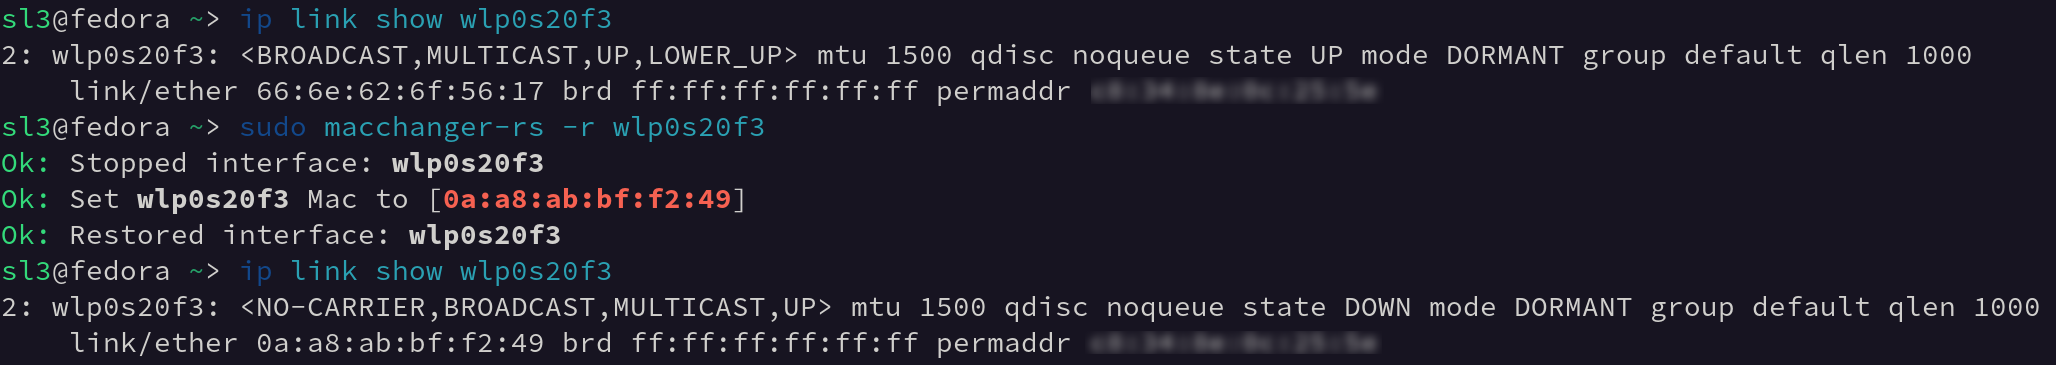 sl3@fedora ~> ip link show wlp0s20f3
2: wlp0s20f3: <BROADCAST,MULTICAST,UP,LOWER_UP> mtu 1500 qdisc noqueue state UP mode DORMANT group default qlen 1000
link/ether 66:6e:62:6f:56:17 brd ff:ff:ff:ff:ff:ff permaddr
sl3@fedora ~> sudo macchanger-rs -r wlp0s20f3
Ok: Stopped interface: wlp0s20f3
Ok: Set wlp0s20f3 Mac to [0a:a8:ab:bf:f2:49]
Ok: Restored interface: wlp0s20f3
sl3@fedora ~> ip link show wlp0s20f3
2: wlp0s20f3: <NO-CARRIER,BROADCAST,MULTICAST,UP> mtu 1500 qdisc noqueue state DOWN mode DORMANT group default qlen 1000
link/ether 0a:a8:ab:bf:f2:49 brd ff:ff:ff:ff:ff:ff permaddr